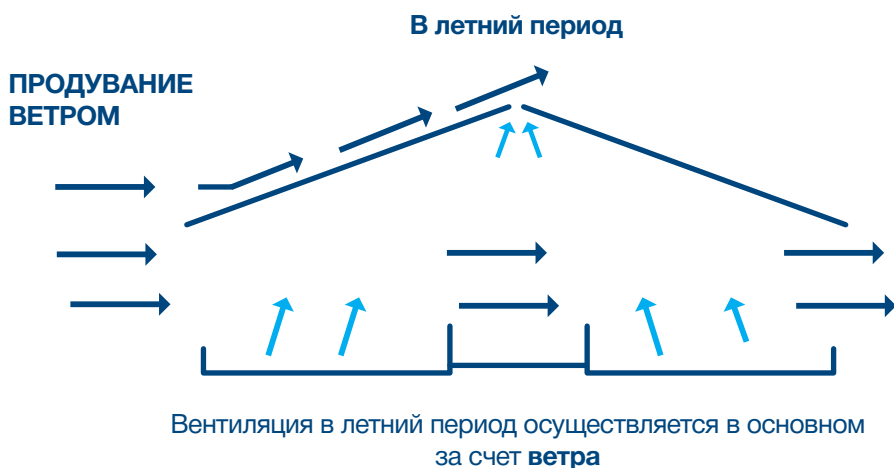 В летний период
ПРОДУВАНИЕ
ВЕТРОМ
Вентиляция в летний период осуществляется в основном
за счет ветра